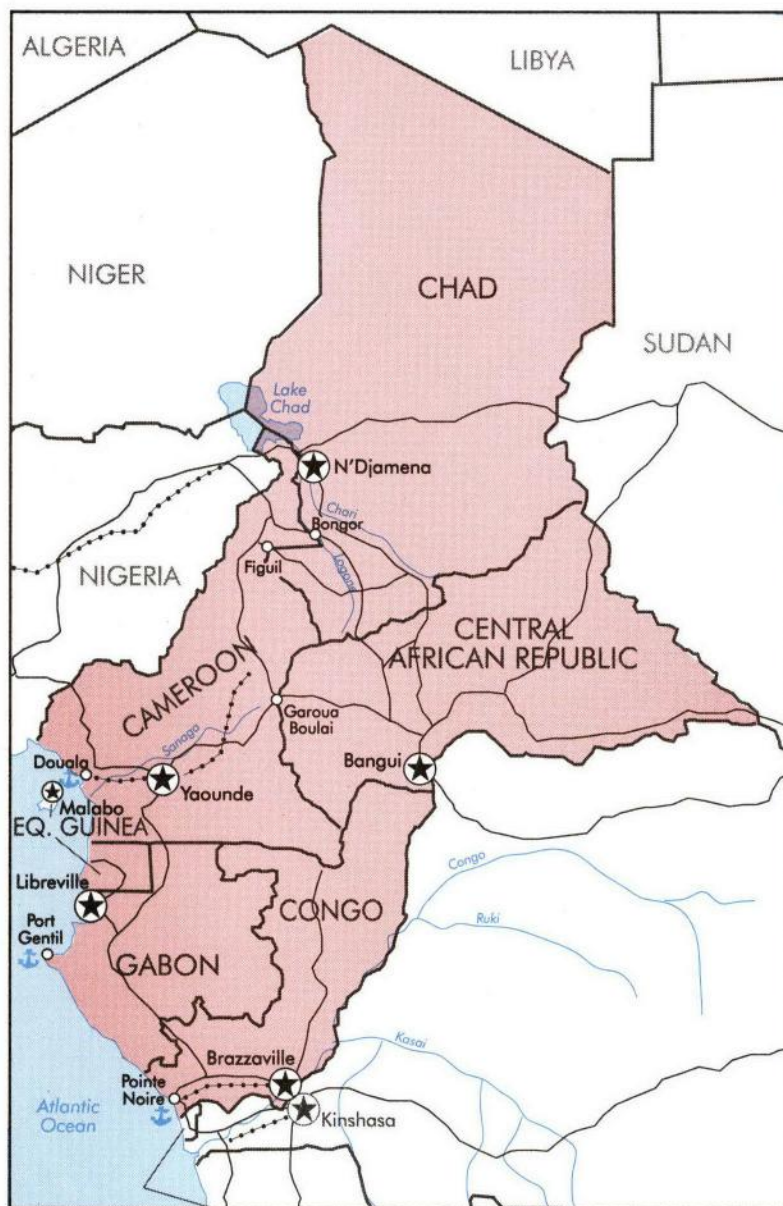 ALGERIA
LIBYA
NIGER
CHAD
SUDAN
Lake
Chad
N'Djamena
Chari
Bongor
Figuil
Logone
NIGERIA
CENTRAL
AFRICAN REPUBLIC
CAMEROON
Garoua
Boulai
Sanaga
Bangui
Douala
Yaounde
Malabo
EQ. GUINEA
Libreville
Congo
CONGO
Ruki
Port
Gentil
GABON
Kasai
Brazzaville
Pointe
Noire
Atlantic
Ocean
Kinshasa